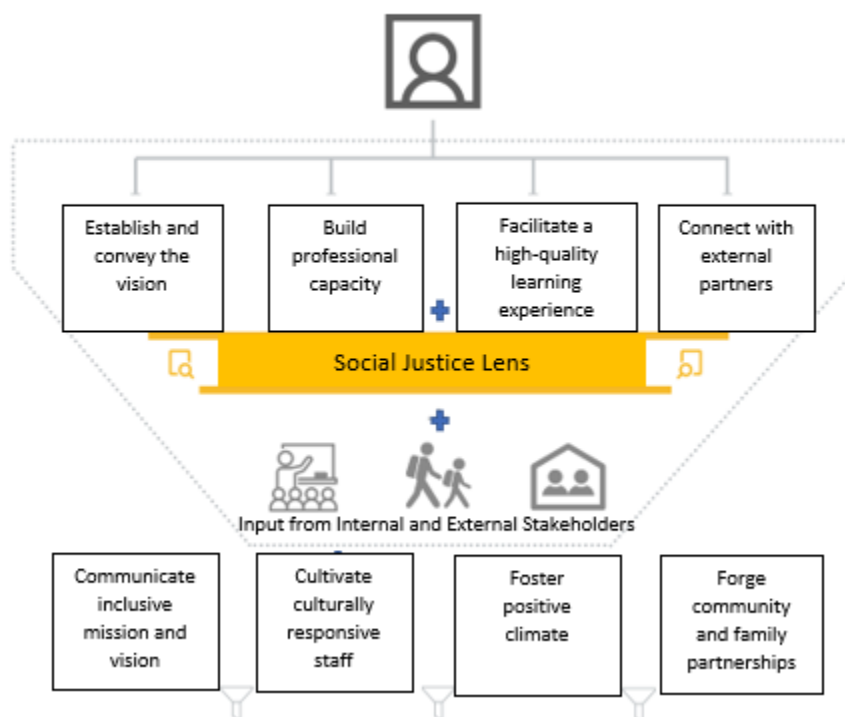 Establish and
convey the
vision
Build
professional
capacity
Facilitate a
high-quality
learning
experience
Connect with
external
partners
Social Justice Lens
Input from Internal and External Stakeholders
Communicate
inclusive
mission and
vision
Cultivate
culturally
responsive
staff
Foster
positive
climate
Forge
community
and family
partnerships